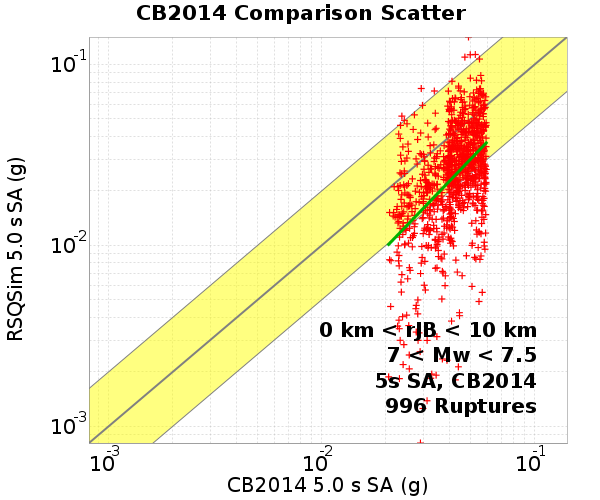 CB2014 Comparison Scatter
RSQSim 5.0 s SA (g)
10-1
10-2
10-3
0 km < rJB < 10 km
7 < Mw < 7.5
5s SA, CB2014
996 Ruptures
10-3
10-2
10-1
CB2014 5.0 s SA (g)